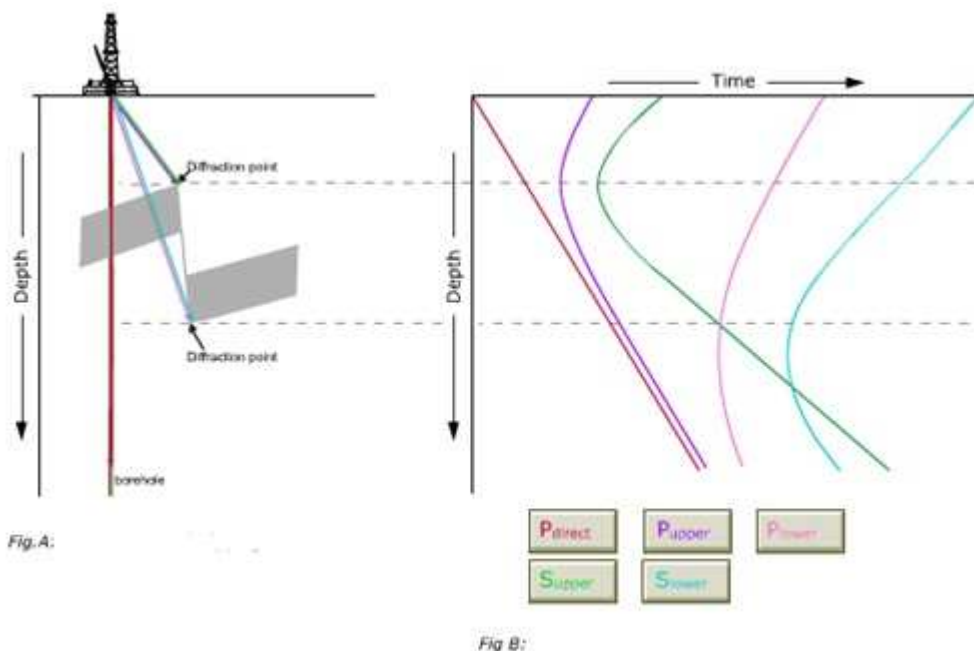 Time
Diffraction point
Depth
Depth
Diffraction point
borehole
Fig.A:
Pdirect
Pupper
Plower
Supper
Slower
Fig B: